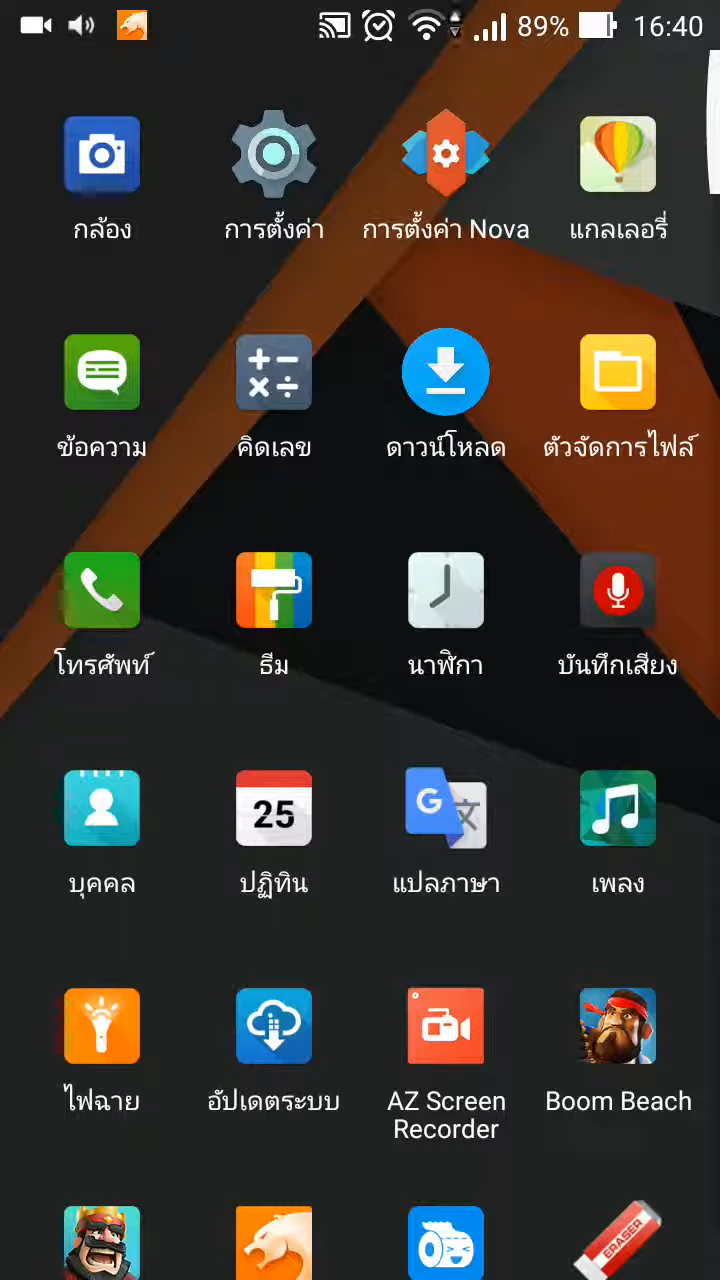 89% 16:40
กล้อง การตั้งค่า การตั้งค่า Nova แกลเลอรี่
ข้อความ คิดเลข ดาวน์โหลด ตัวจัดการไฟล์
โทรศัพท์ ธีม นาฬิกา บันทึกเสียง
25
G 文
บุคคล ปฏิทิน แปลภาษา เพลง
ไฟฉาย อัปเดตระบบ AZ Screen Recorder Boom Beach
ERASER